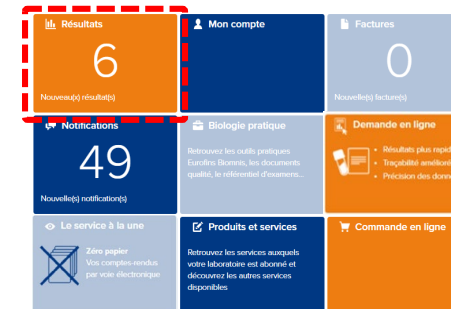 Résultats
6
Nouveau(x) résultat(s)
Mon compte
Factures
0
Nouvelle(s) facture(s)
Notifications
49
Nouvelle(s) notification(s)
Biologie pratique
Retrouvez les outils pratiques
Eurofins Biomnis, les documents
qualité, le référentiel d'examens...
Demande en ligne
• Résultats plus rapid
• Traçabilité amélioré
• Précision des donn
Le service à la une
Zéro papier
Vos comptes-rendus
par voie électronique
Produits et services
Retrouvez les services auxquels
votre laboratoire est abonné et
découvrez les autres services
disponibles
Commande en ligne